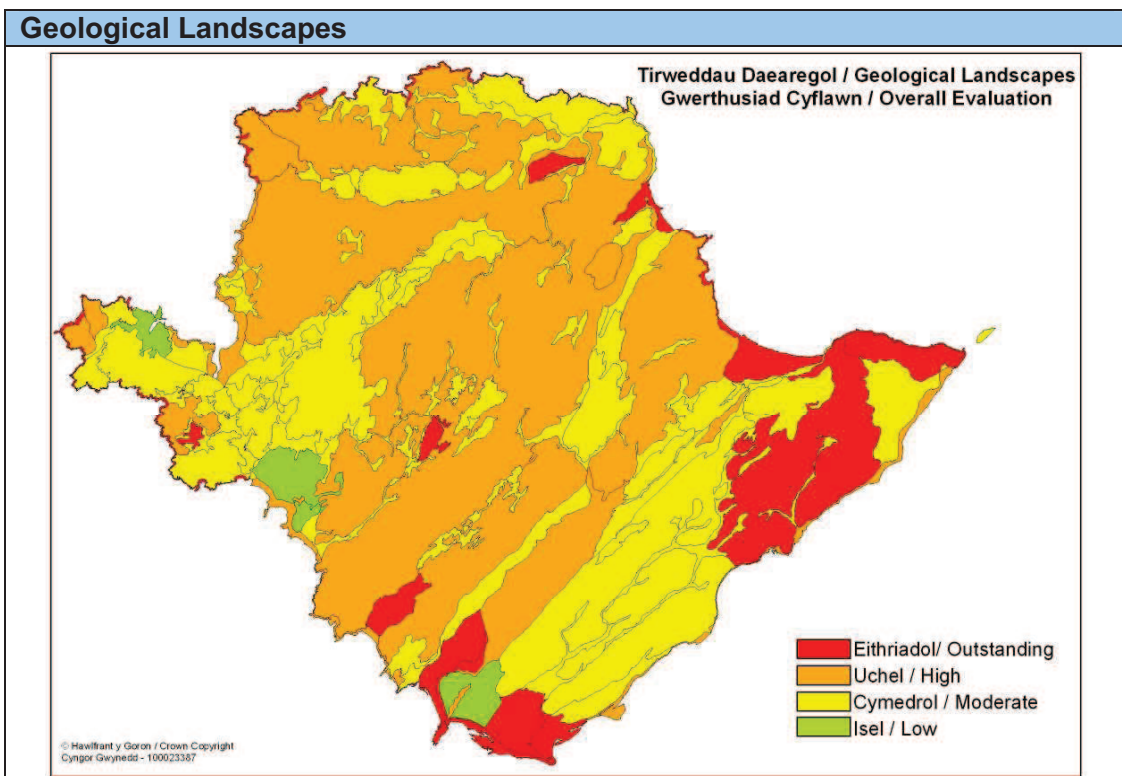 Geological Landscapes
Tirweddau Daearegol / Geological Landscapes
Gwerthusiad Cyflawn / Overall Evaluation
Eithriadol/ Outstanding
Uchel / High
Cymedrol / Moderate
Isel / Low
© Hawlfrant y Goron / Crown Copyright
Cyngor Gwynedd - 100023387